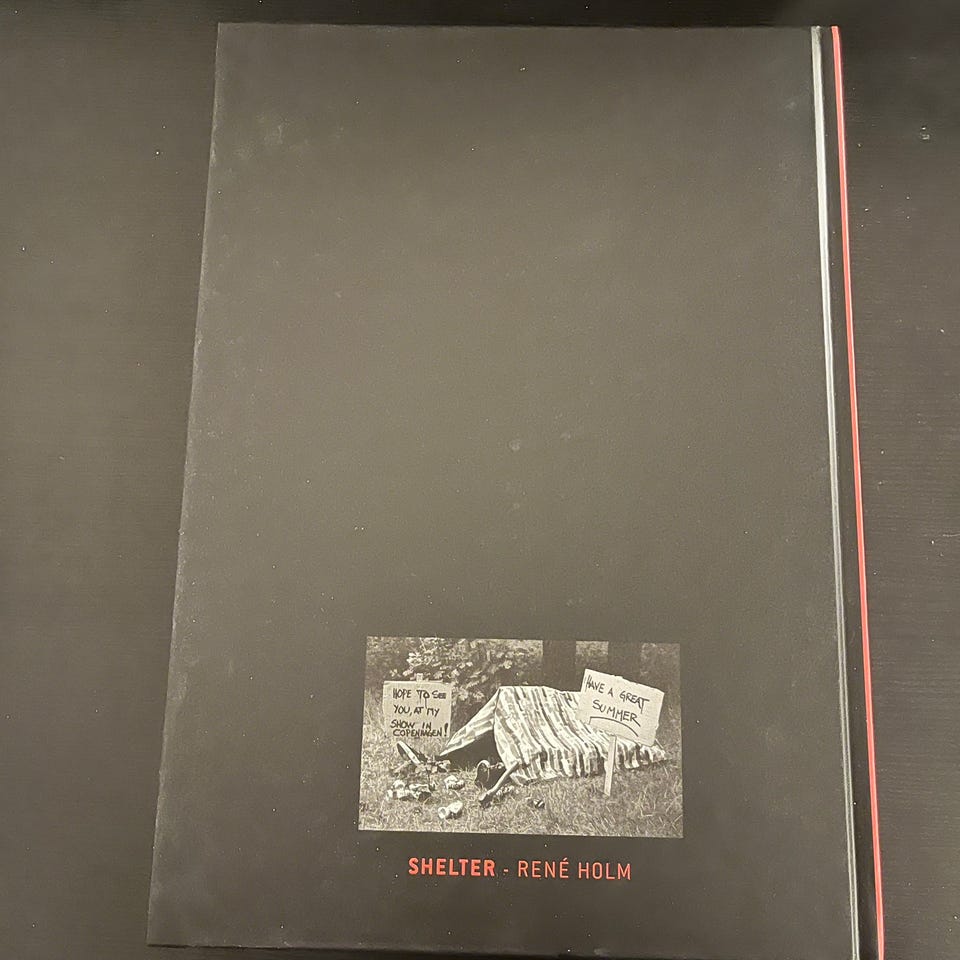 HOPE TO SEE
YOU, AT MY
SHOW IN
COPENHAGEN!
HAVE A GREAT
SUMMER
SHELTER - RENÉ HOLM